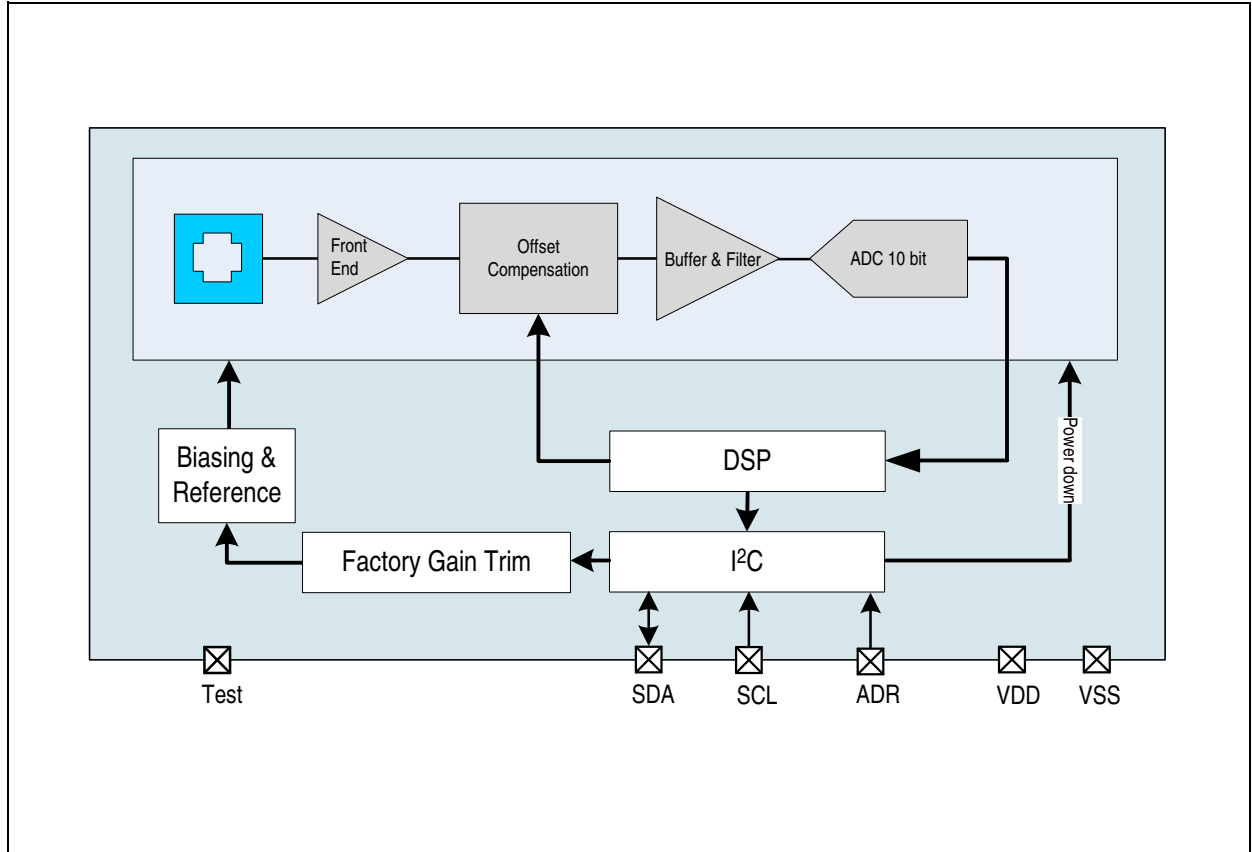 Front
End
Offset
Compensation
Buffer & Filter
ADC 10 bit
Biasing &
Reference
DSP
Power down
Factory Gain Trim
I²C
Test
SDA
SCL
ADR
VDD
VSS